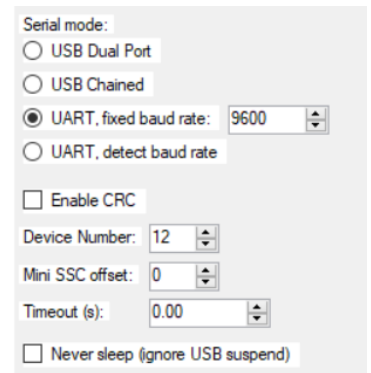 Serial mode:
USB Dual Port
USB Chained
UART, fixed baud rate: 9600
UART, detect baud rate
Enable CRC
Device Number: 12
Mini SSC offset: 0
Timeout (s): 0.00
Never sleep (ignore USB suspend)